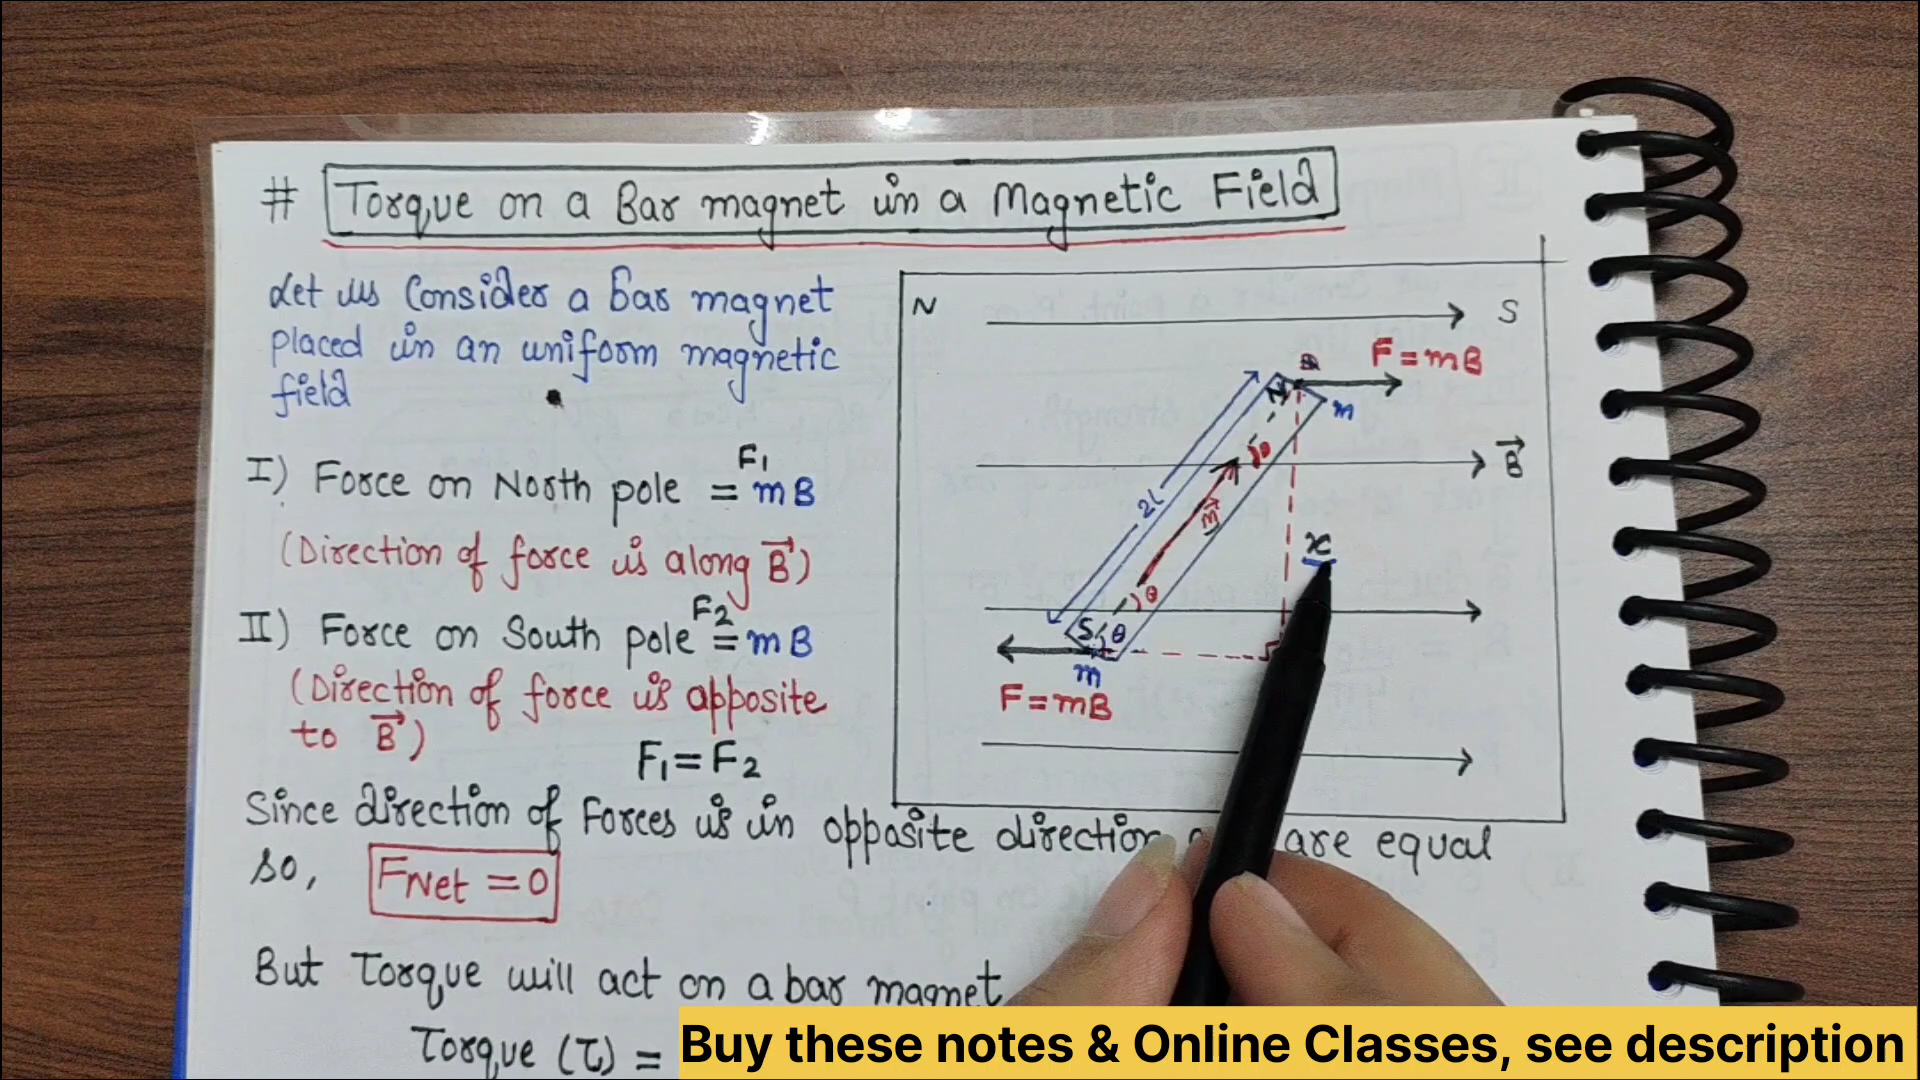 # Torque on a Bar magnet in a Magnetic Field
Let us Consider a bar magnet
placed in an uniform magnetic
field
I) Force on North pole = mB
F₁
(Direction of force is along B⃗)
II) Force on South pole = mB
F₂
(Direction of force is opposite
to B⃗)
F₁ = F₂
Since direction of Forces is in opposite direction are equal
so, FNet = 0
But Torque will act on a bar magnet
Torque (τ) =
N
S
F = mB
N
m
B⃗
θ
2l
m⃗
x
θ
S
θ
m
F = mB
Buy these notes & Online Classes, see description